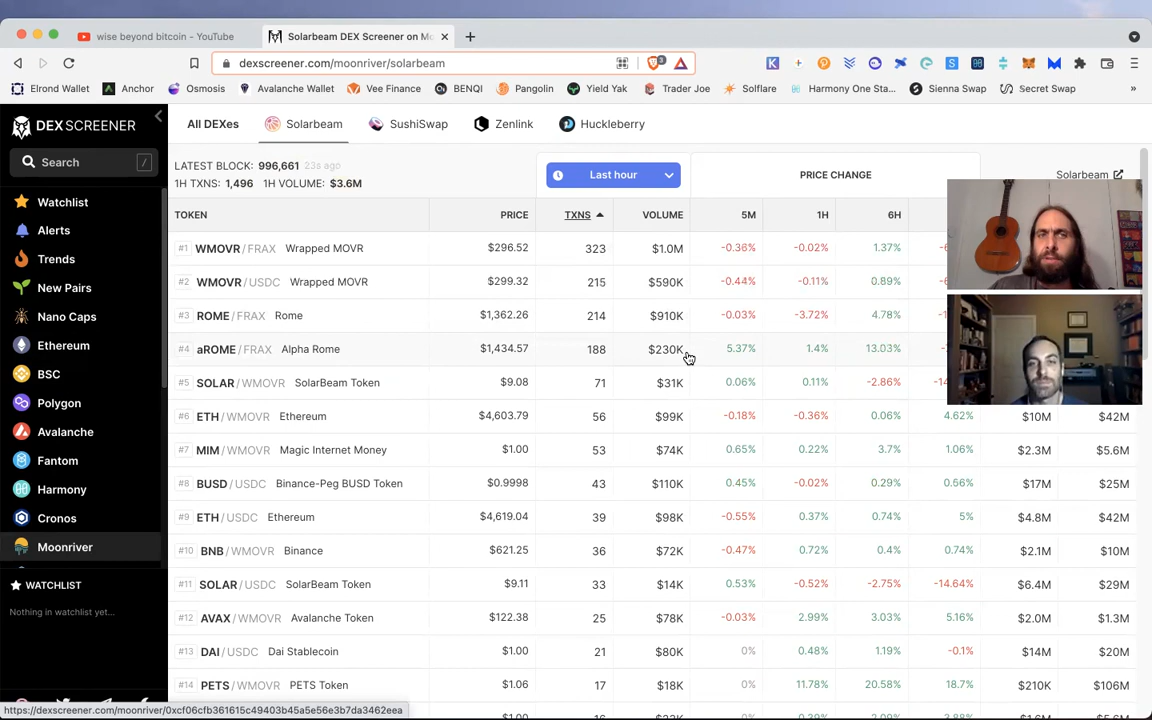 wise beyond bitcoin - YouTube
Solarbeam DEX Screener on Mo
dexscreener.com/moonriver/solarbeam
3
Elrond Wallet Anchor Osmosis Avalanche Wallet Vee Finance BENQI Pangolin Yield Yak Trader Joe Solflare Harmony One Sta... Sienna Swap Secret Swap »
DEX SCREENER
Search /
Watchlist
Alerts
Trends
New Pairs
Nano Caps
Ethereum
BSC
Polygon
Avalanche
Fantom
Harmony
Cronos
Moonriver
WATCHLIST
Nothing in watchlist yet...
All DEXes Solarbeam SushiSwap Zenlink Huckleberry
LATEST BLOCK: 996,661 23s ago
1H TXNS: 1,496 1H VOLUME: $3.6M
Last hour
PRICE CHANGE
Solarbeam
TOKEN PRICE TXNS VOLUME 5M 1H 6H
#1 WMOVR / FRAX Wrapped MOVR $296.52 323 $1.0M -0.36% -0.02% 1.37%
#2 WMOVR / USDC Wrapped MOVR $299.32 215 $590K -0.44% -0.11% 0.89%
#3 ROME / FRAX Rome $1,362.26 214 $910K -0.03% -3.72% 4.78%
#4 aROME / FRAX Alpha Rome $1,434.57 188 $230K 5.37% 1.4% 13.03%
#5 SOLAR / WMOVR SolarBeam Token $9.08 71 $31K 0.06% 0.11% -2.86% -14
#6 ETH / WMOVR Ethereum $4,603.79 56 $99K -0.18% -0.36% 0.06% 4.62% $10M $42M
#7 MIM / WMOVR Magic Internet Money $1.00 53 $74K 0.65% 0.22% 3.7% 1.06% $2.3M $5.6M
#8 BUSD / USDC Binance-Peg BUSD Token $0.9998 43 $110K 0.45% -0.02% 0.29% 0.56% $17M $25M
#9 ETH / USDC Ethereum $4,619.04 39 $98K -0.55% 0.37% 0.74% 5% $4.8M $42M
#10 BNB / WMOVR Binance $621.25 36 $72K -0.47% 0.72% 0.4% 0.74% $2.1M $10M
#11 SOLAR / USDC SolarBeam Token $9.11 33 $14K 0.53% -0.52% -2.75% -14.64% $6.4M $29M
#12 AVAX / WMOVR Avalanche Token $122.38 25 $78K -0.03% 2.99% 3.03% 5.16% $2.0M $1.3M
#13 DAI / USDC Dai Stablecoin $1.00 21 $80K 0% 0.48% 1.19% -0.1% $14M $20M
#14 PETS / WMOVR PETS Token $1.06 17 $18K 0% 11.78% 20.58% 18.7% $210K $106M
https://dexscreener.com/moonriver/0xcf06cfb361615c49403b45a5e56e3b7da3462eea